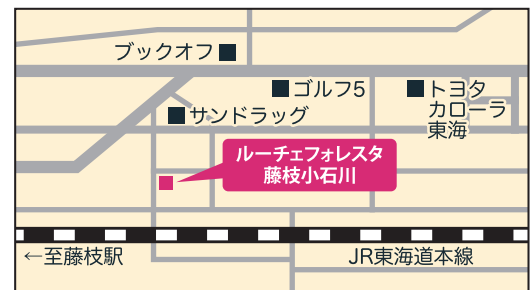 ブックオフ
ゴルフ5
トヨタ
カローラ
東海
サンドラッグ
ルーチェフォレスタ
藤枝小石川
←至藤枝駅
JR東海道本線